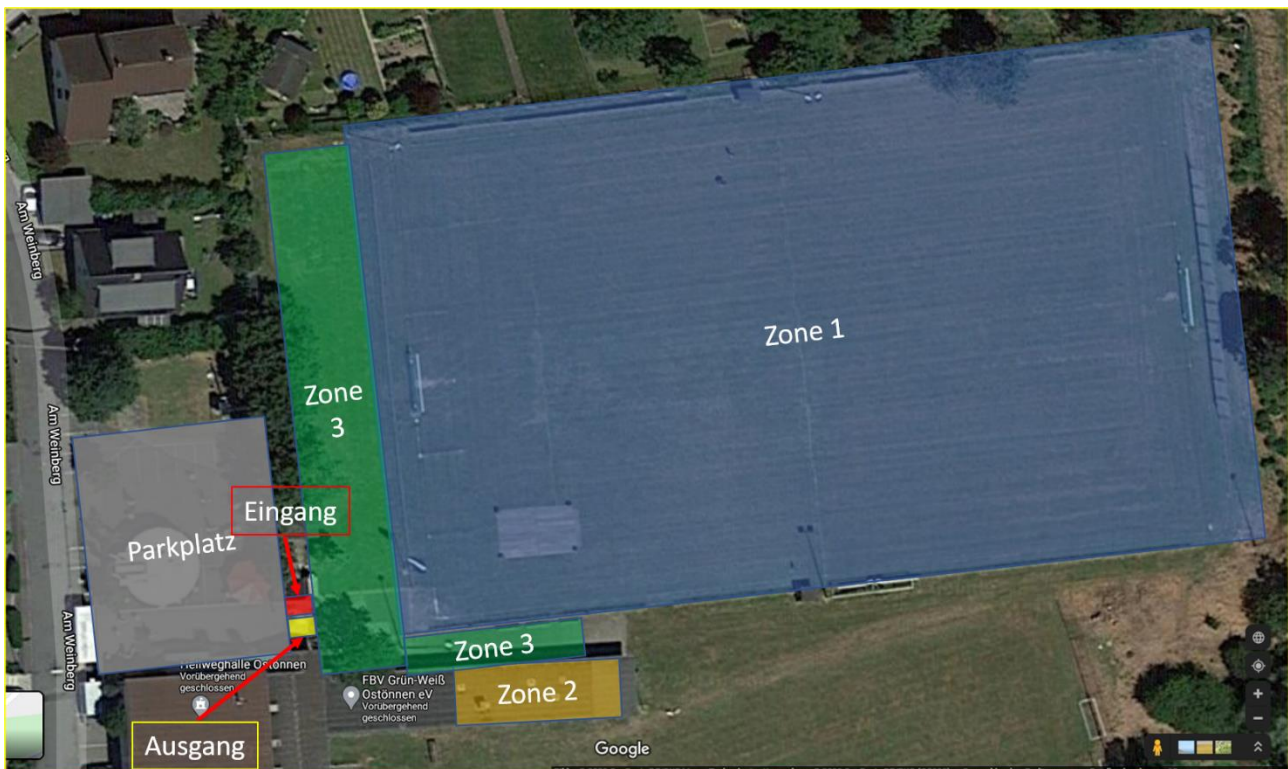 Am Weinberg
Zone 1
Zone
3
Am Weinberg
Eingang
Parkplatz
Am Weinberg
Zone 3
Hellweghalle Ostönnen
Vorübergehend
geschlossen
FBV Grün-Weiß
Ostönnen eV
Vorübergehend
geschlossen
Zone 2
Ausgang
Google